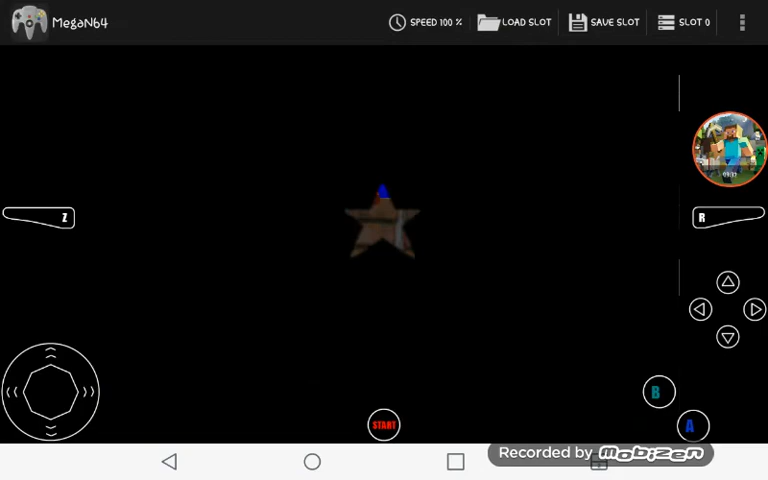 MegaN64
SPEED 100 %
LOAD SLOT
SAVE SLOT
SLOT 0
Z
R
B
START
A
Recorded by mobizen